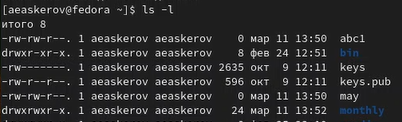 [aeaskerov@fedora ~]$ ls -l
итого 8
-rw-rw-r--. 1 aeaskerov aeaskerov 0 мар 11 13:50 abc1
drwxr-xr-x. 1 aeaskerov aeaskerov 8 фев 24 12:51 bin
-rw-------. 1 aeaskerov aeaskerov 2635 окт 9 12:11 keys
-rw-r--r--. 1 aeaskerov aeaskerov 596 окт 9 12:11 keys.pub
-rw-rw-r--. 1 aeaskerov aeaskerov 0 мар 11 13:50 may
drwxrwxr-x. 1 aeaskerov aeaskerov 24 мар 11 13:52 monthly